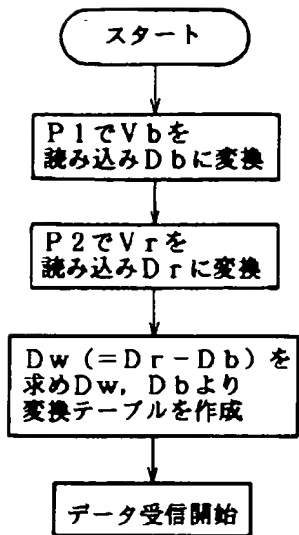 スタート
P1でVbを
読み込みDbに変換
P2でVrを
読み込みDrに変換
Dw(=Dr-Db)を
求めDw,Dbより
変換テーブルを作成
データ受信開始